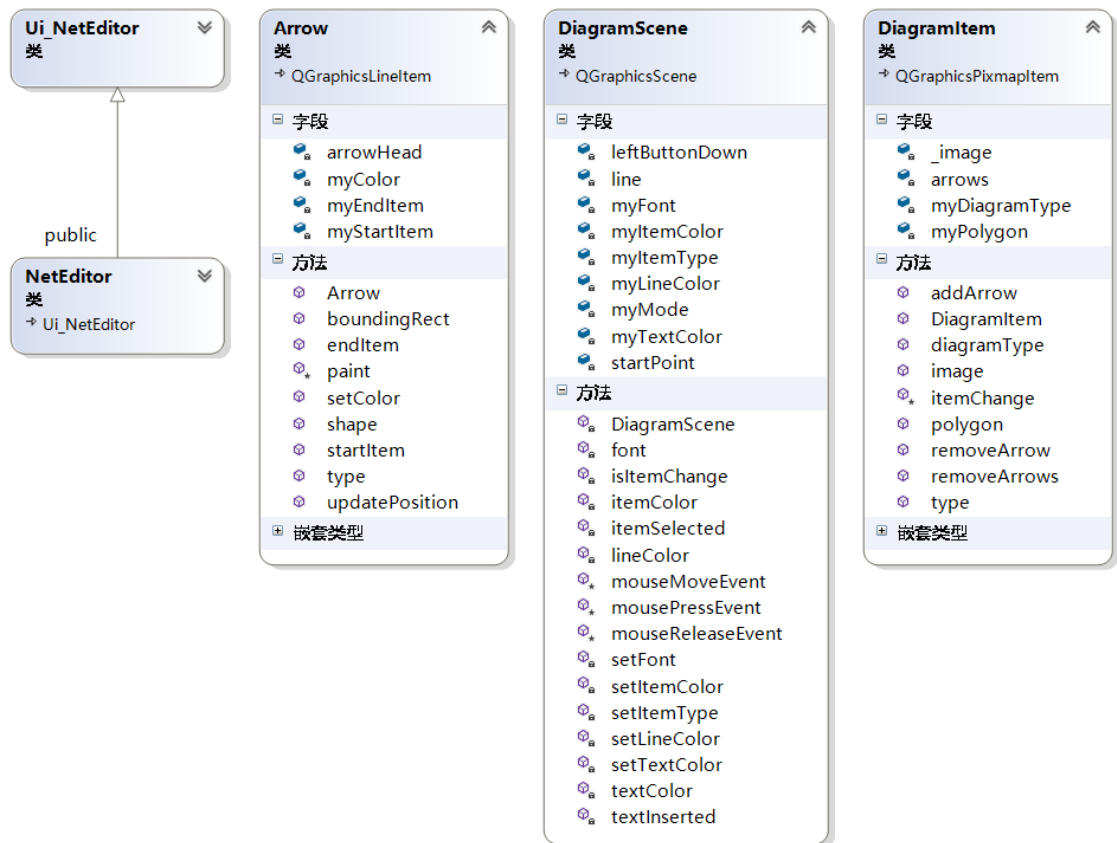 Ui_NetEditor
类
public
NetEditor
类
Ui_NetEditor
Arrow
类
QGraphicsLineItem
字段
arrowHead
myColor
myEndItem
myStartItem
方法
Arrow
boundingRect
endItem
paint
setColor
shape
startItem
type
updatePosition
嵌套类型
DiagramScene
类
QGraphicsScene
字段
leftButtonDown
line
myFont
myItemColor
myItemType
myLineColor
myMode
myTextColor
startPoint
方法
DiagramScene
font
isItemChange
itemColor
itemSelected
lineColor
mouseMoveEvent
mousePressEvent
mouseReleaseEvent
setFont
setItemColor
setItemType
setLineColor
setTextColor
textColor
textInserted
DiagramItem
类
QGraphicsPixmapItem
字段
_image
arrows
myDiagramType
myPolygon
方法
addArrow
DiagramItem
diagramType
image
itemChange
polygon
removeArrow
removeArrows
type
嵌套类型